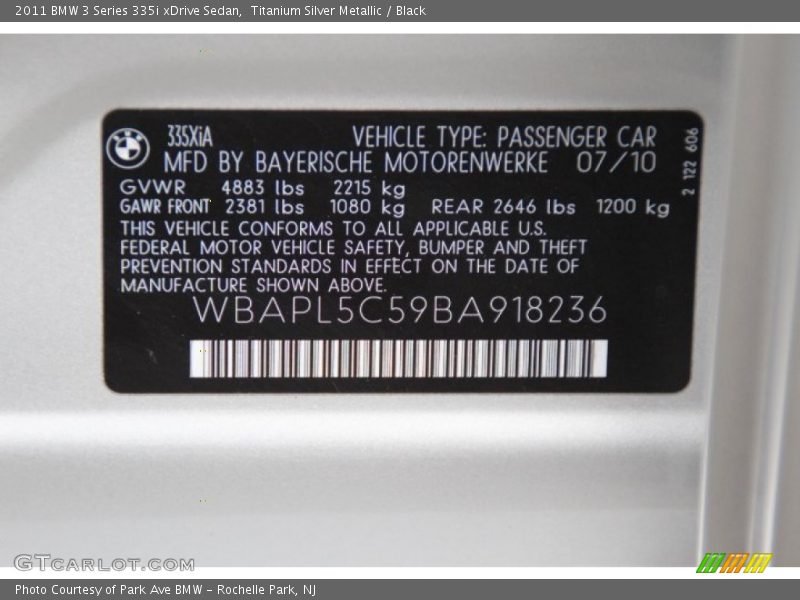 2011 BMW 3 Series 335i xDrive Sedan,  Titanium Silver Metallic / Black
BMW
335XiA VEHICLE TYPE: PASSENGER CAR
MFD BY BAYERISCHE MOTORENWERKE 07/10
GVWR 4883 lbs 2215 kg
GAWR FRONT 2381 lbs 1080 kg REAR 2646 lbs 1200 kg
THIS VEHICLE CONFORMS TO ALL APPLICABLE U.S.
FEDERAL MOTOR VEHICLE SAFETY, BUMPER AND THEFT
PREVENTION STANDARDS IN EFFECT ON THE DATE OF
MANUFACTURE SHOWN ABOVE.
WBAPL5C59BA918236
2 122 606
GTCARLOT.COM
Photo Courtesy of Park Ave BMW - Rochelle Park, NJ